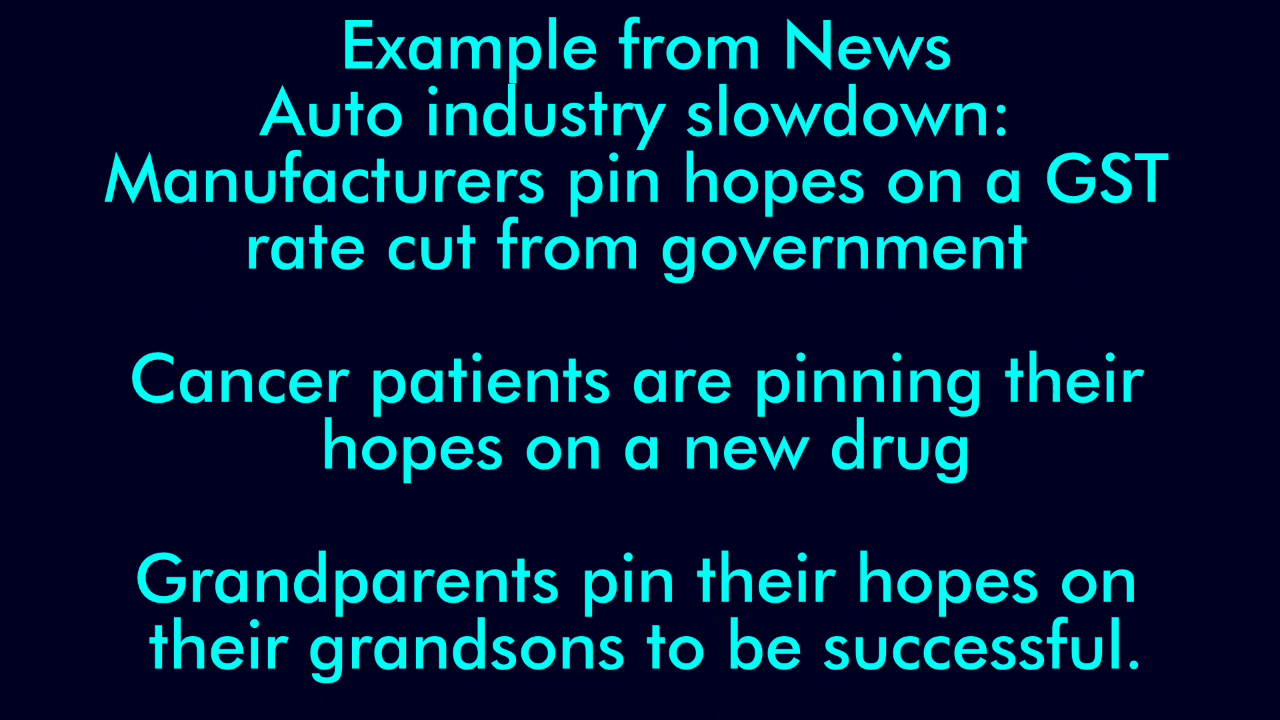 Example from News
Auto industry slowdown:
Manufacturers pin hopes on a GST
rate cut from government
Cancer patients are pinning their
hopes on a new drug
Grandparents pin their hopes on
their grandsons to be successful.